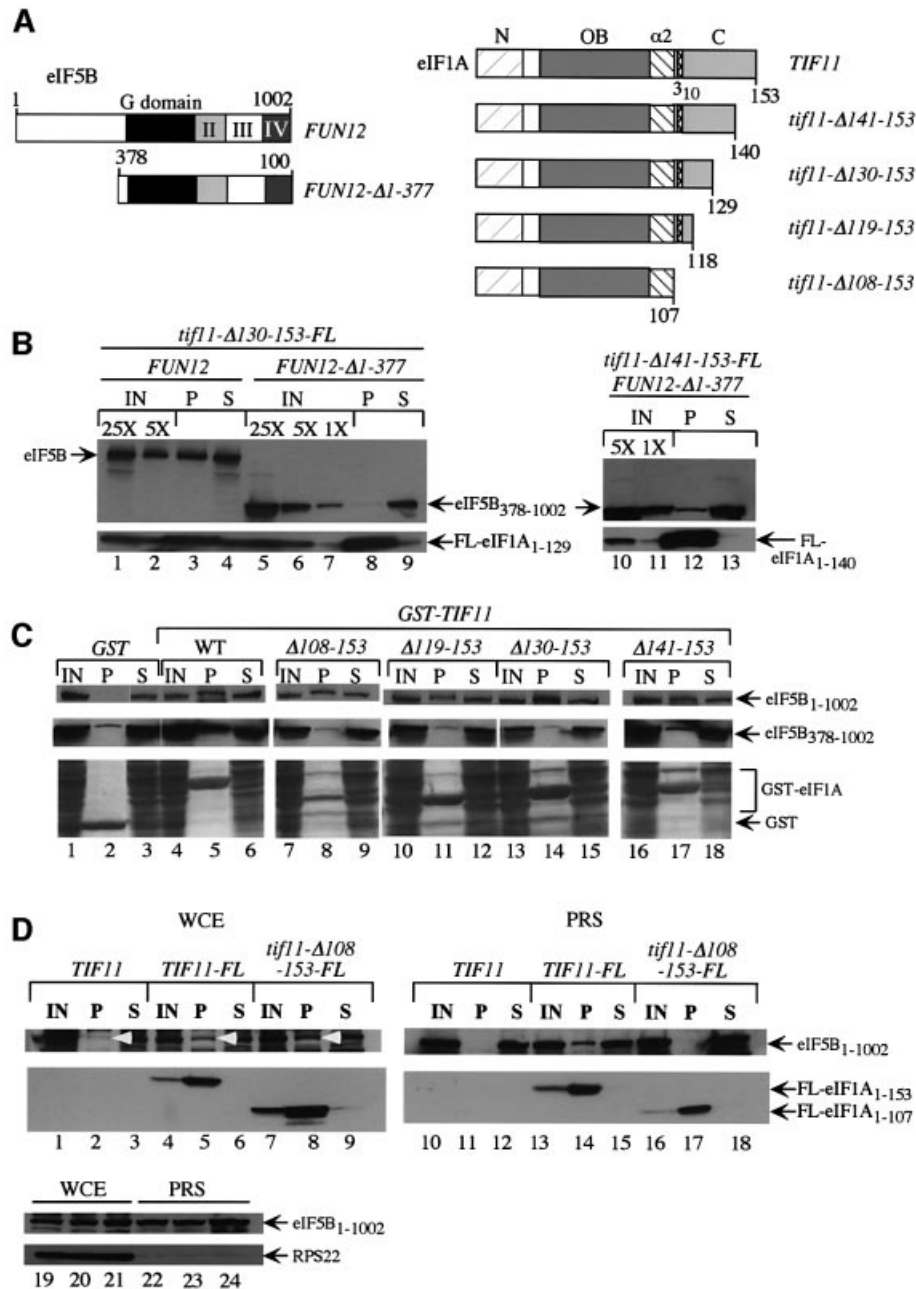 A
eIF5B
1
G domain
1002
II
III
IV
FUN12
378
100
FUN12-Δ1-377
N
OB
α2
C
eIF1A
TIF11
3₁₀
153
tif11-Δ141-153
140
tif11-Δ130-153
129
tif11-Δ119-153
118
tif11-Δ108-153
107
B
tif11-Δ130-153-FL
FUN12
FUN12-Δ1-377
IN P S IN P S
25X 5X 25X 5X 1X
eIF5B
eIF5B₃₇₈₋₁₀₀₂
FL-eIF1A₁₋₁₂₉
1 2 3 4 5 6 7 8 9
tif11-Δ141-153-FL
FUN12-Δ1-377
IN P S
5X 1X
FL-
eIF1A₁₋₁₄₀
10 11 12 13
C
GST-TIF11
GST WT Δ108-153 Δ119-153 Δ130-153 Δ141-153
IN P S IN P S IN P S IN P S IN P S IN P S
eIF5B₁₋₁₀₀₂
eIF5B₃₇₈₋₁₀₀₂
GST-eIF1A
GST
1 2 3 4 5 6 7 8 9 10 11 12 13 14 15 16 17 18
D
WCE
TIF11 TIF11-FL tif11-Δ108
-153-FL
IN P S IN P S IN P S
1 2 3 4 5 6 7 8 9
PRS
TIF11 TIF11-FL tif11-Δ108
-153-FL
IN P S IN P S IN P S
eIF5B₁₋₁₀₀₂
FL-eIF1A₁₋₁₅₃
FL-eIF1A₁₋₁₀₇
10 11 12 13 14 15 16 17 18
WCE PRS
eIF5B₁₋₁₀₀₂
RPS22
19 20 21 22 23 24